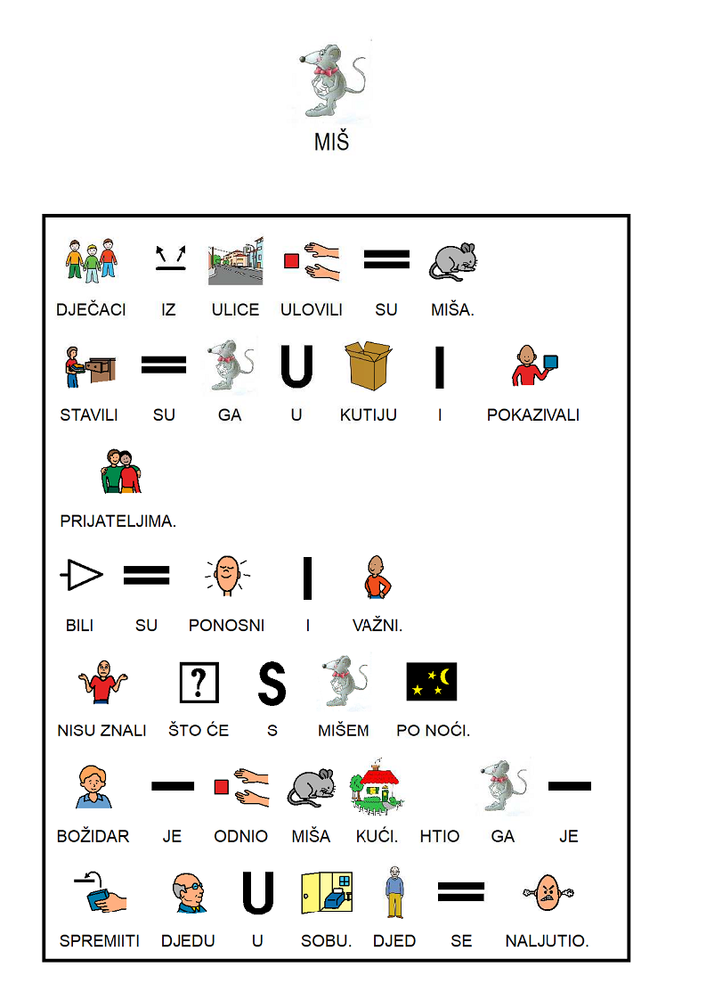 MIŠ
DJEČACI IZ ULICE ULOVILI SU MIŠA.
U I
STAVILI SU GA U KUTIJU I POKAZIVALI
PRIJATELJIMA.
I
BILI SU PONOSNI I VAŽNI.
? S
NISU ZNALI ŠTO ĆE S MIŠEM PO NOĆI.
BOŽIDAR JE ODNIO MIŠA KUĆI. HTIO GA JE
U
SPREMIITI DJEDU U SOBU. DJED SE NALJUTIO.